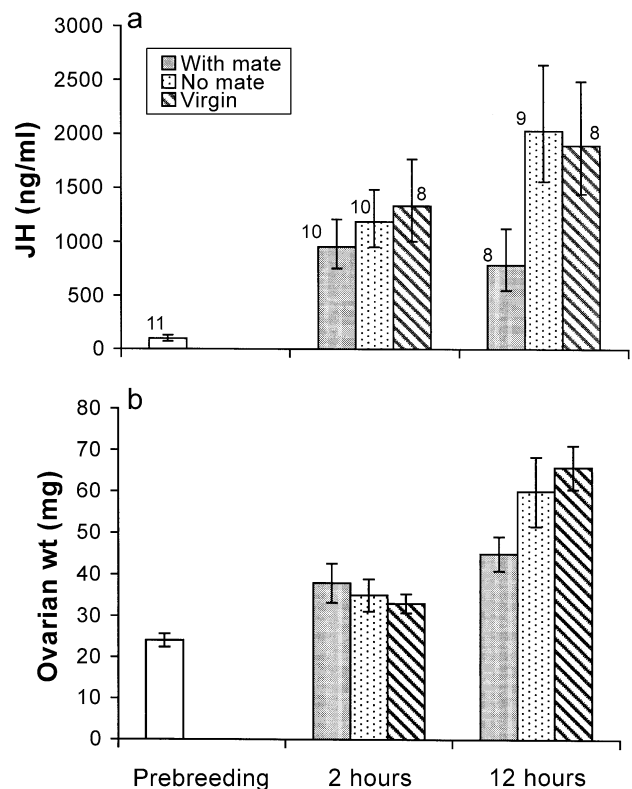 a
3000
With mate
No mate
Virgin
2500
2000
1500
1000
500
0
JH (ng/ml)
11
10
10
8
8
9
8
b
80
70
60
50
40
30
20
10
0
Ovarian wt (mg)
Prebreeding 2 hours 12 hours